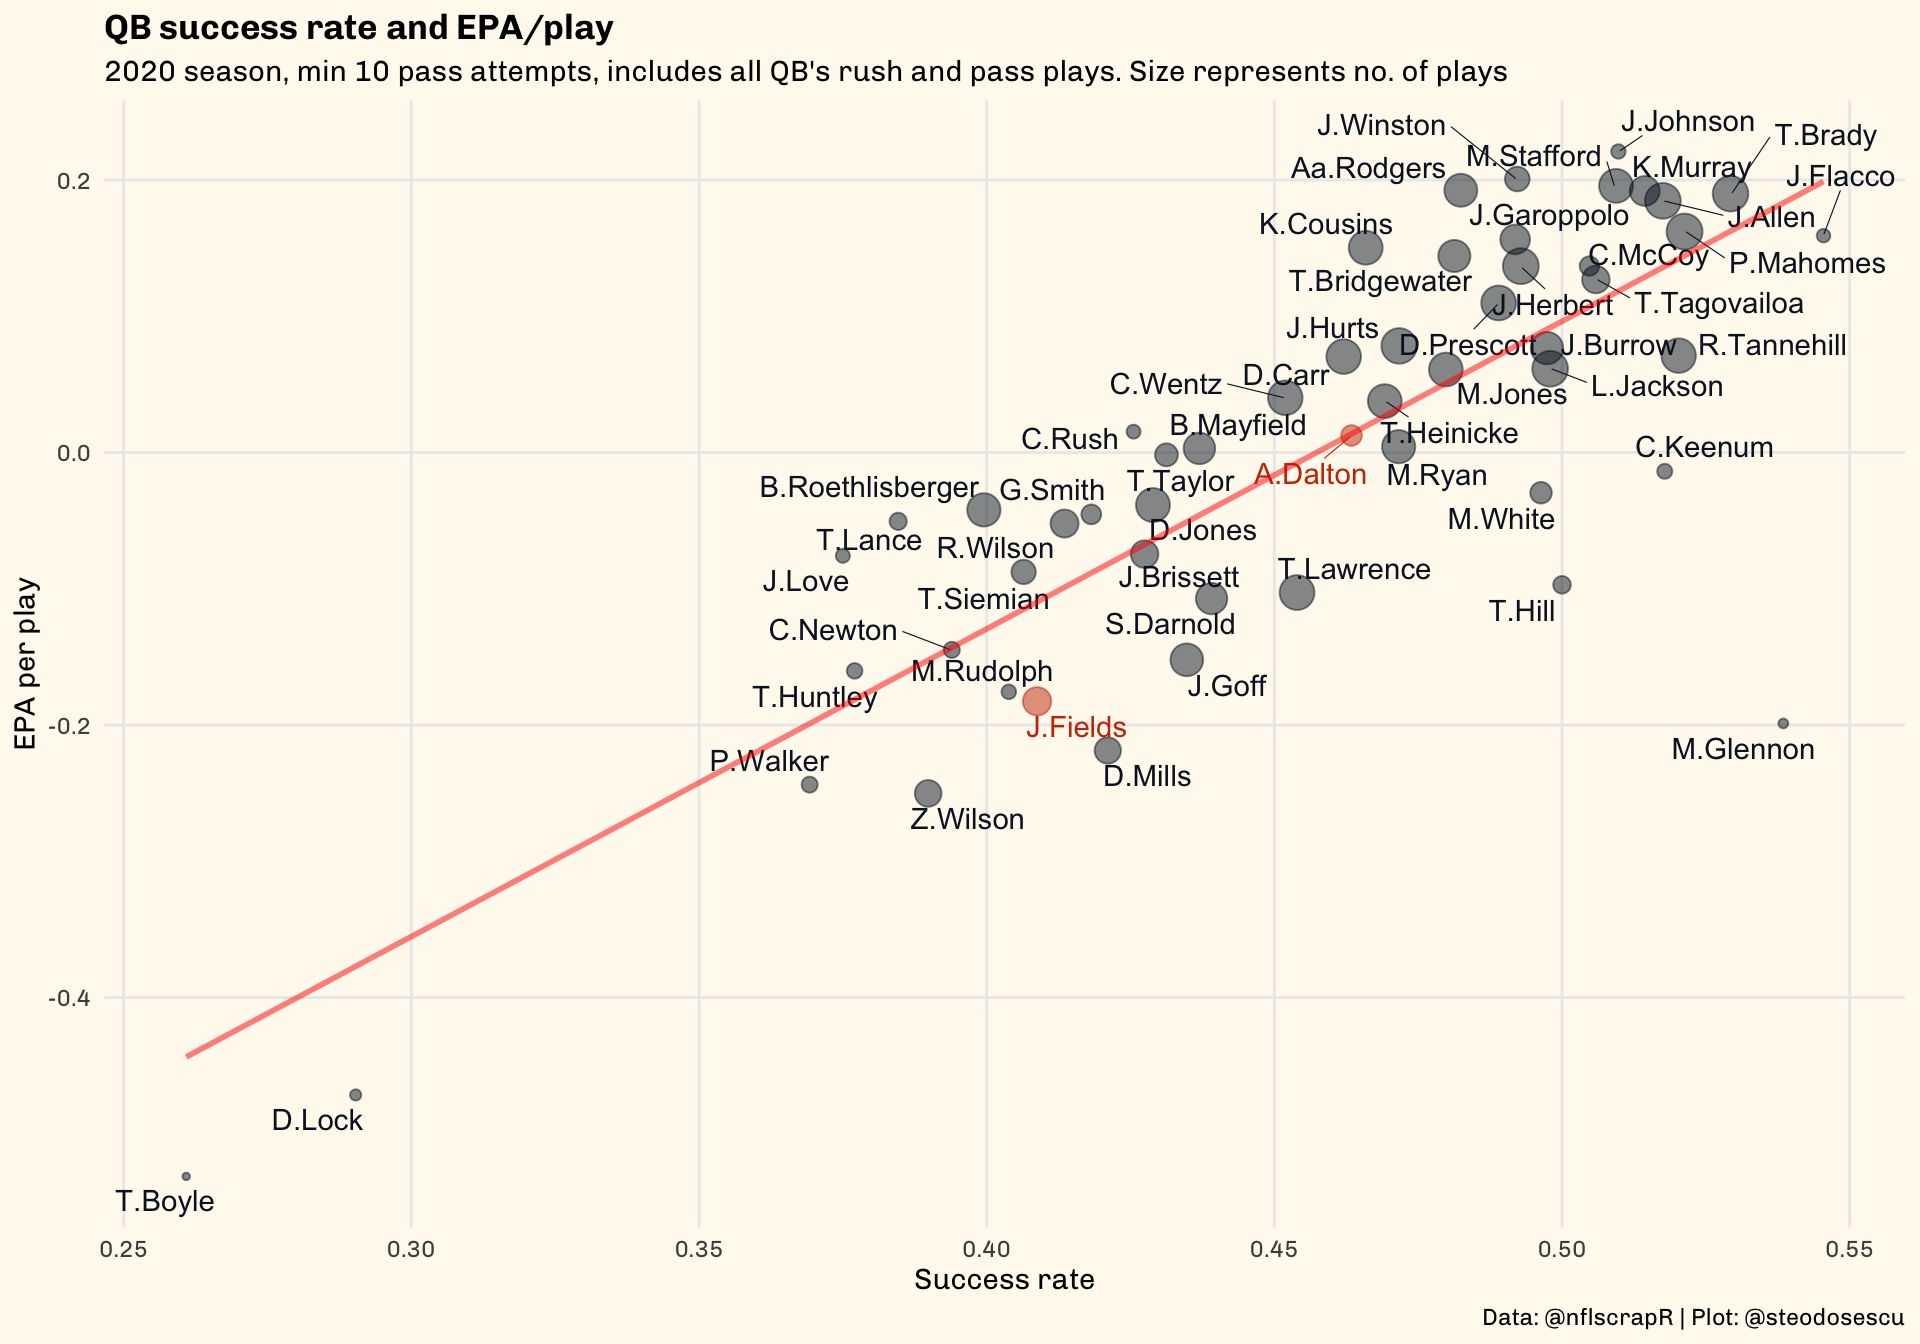 QB success rate and EPA/play
2020 season, min 10 pass attempts, includes all QB's rush and pass plays. Size represents no. of plays
J.Johnson
J.Winston
T.Brady
M.Stafford
K.Murray
Aa.Rodgers
J.Flacco
0.2
J.Garoppolo
J.Allen
K.Cousins
C.McCoy
P.Mahomes
T.Bridgewater
J.Herbert
T.Tagovailoa
J.Hurts
D.Prescott
J.Burrow
R.Tannehill
D.Carr
C.Wentz
L.Jackson
M.Jones
B.Mayfield
T.Heinicke
C.Rush
C.Keenum
0.0
A.Dalton
M.Ryan
T.Taylor
B.Roethlisberger
G.Smith
M.White
D.Jones
T.Lance
R.Wilson
T.Lawrence
J.Brissett
J.Love
T.Siemian
T.Hill
S.Darnold
C.Newton
EPA per play
M.Rudolph
J.Goff
T.Huntley
-0.2
J.Fields
M.Glennon
P.Walker
D.Mills
Z.Wilson
-0.4
D.Lock
T.Boyle
0.25 0.30 0.35 0.40 0.45 0.50 0.55
Success rate
Data: @nflscrapR | Plot: @steodosescu